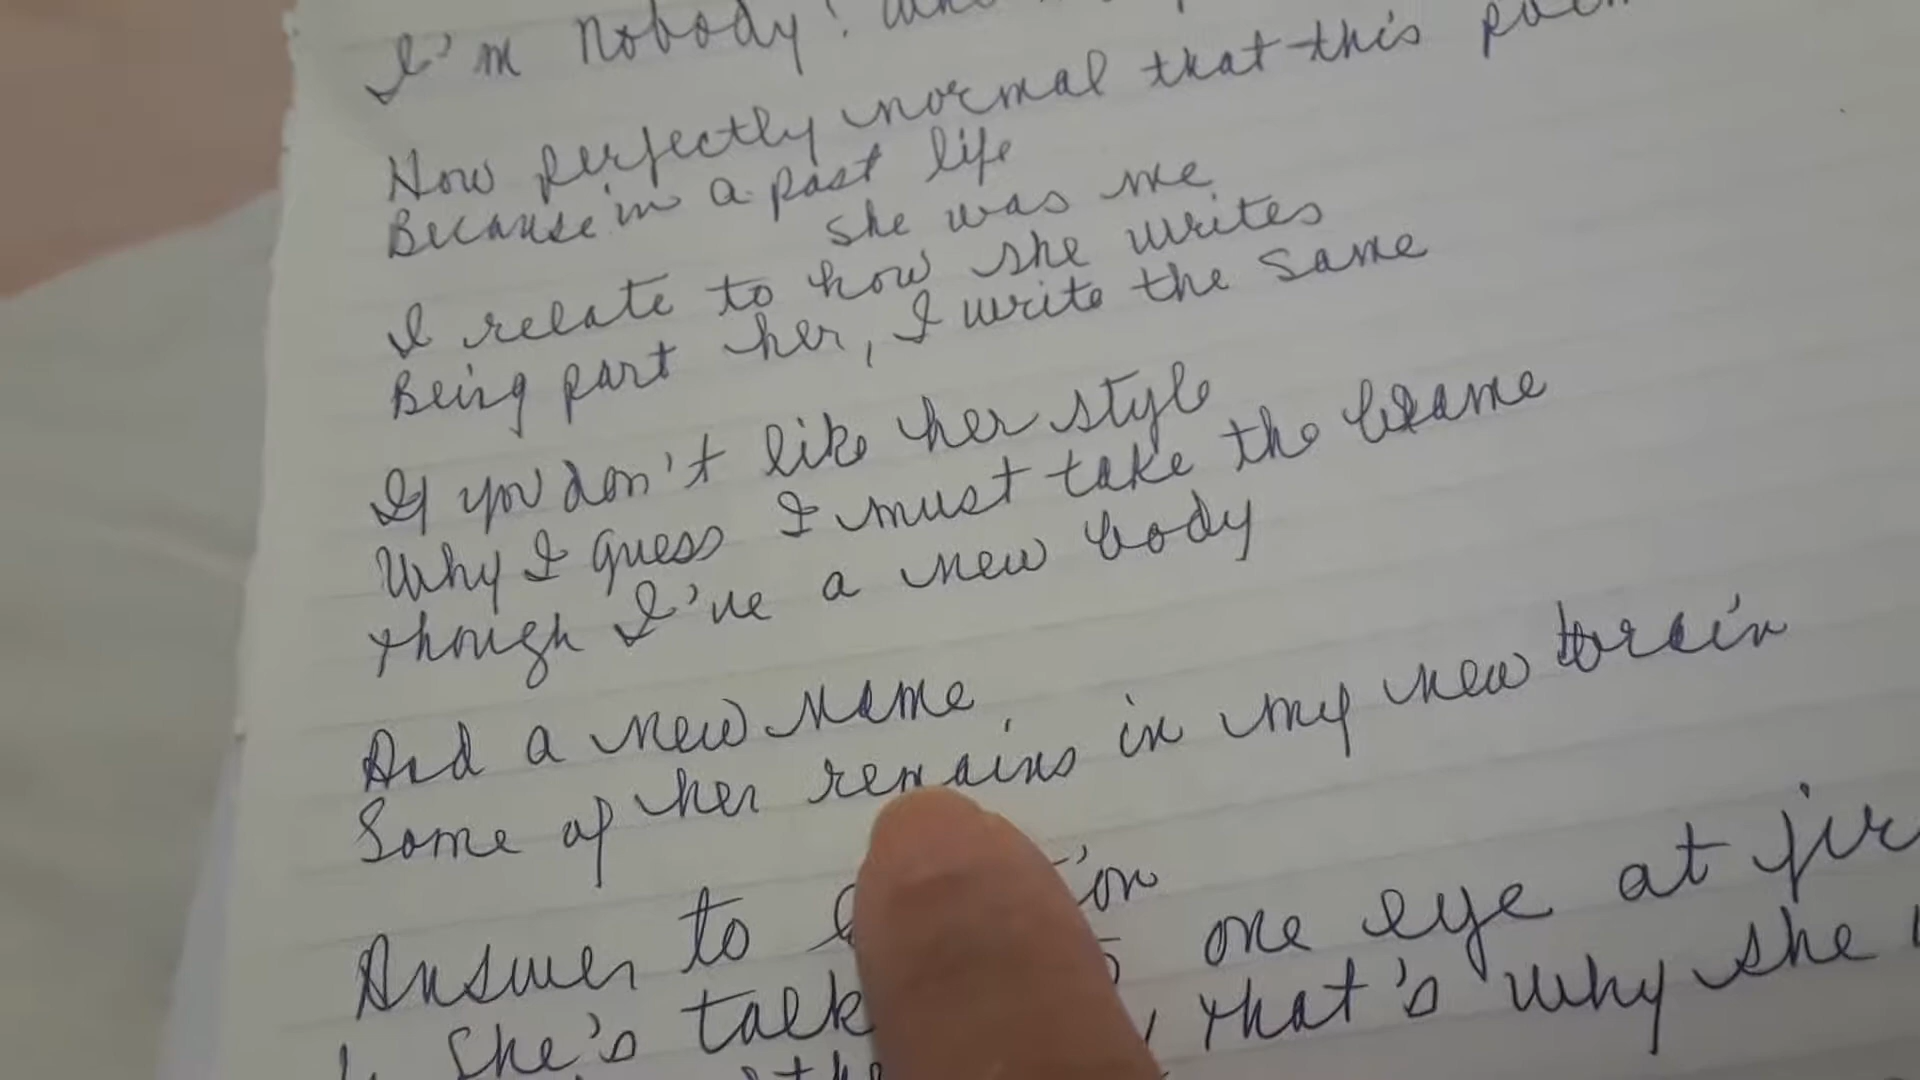 I'm Nobody!
How perfectly normal that this
Because in a past life
she was me
I relate to how she writes
Being part her, I write the same
If you don't like her style
Why I guess I must take the blame
though I've a new body
And a new name,
Some of her remains in my new brain
Answer to
one eye at
1. She's talk that's why she